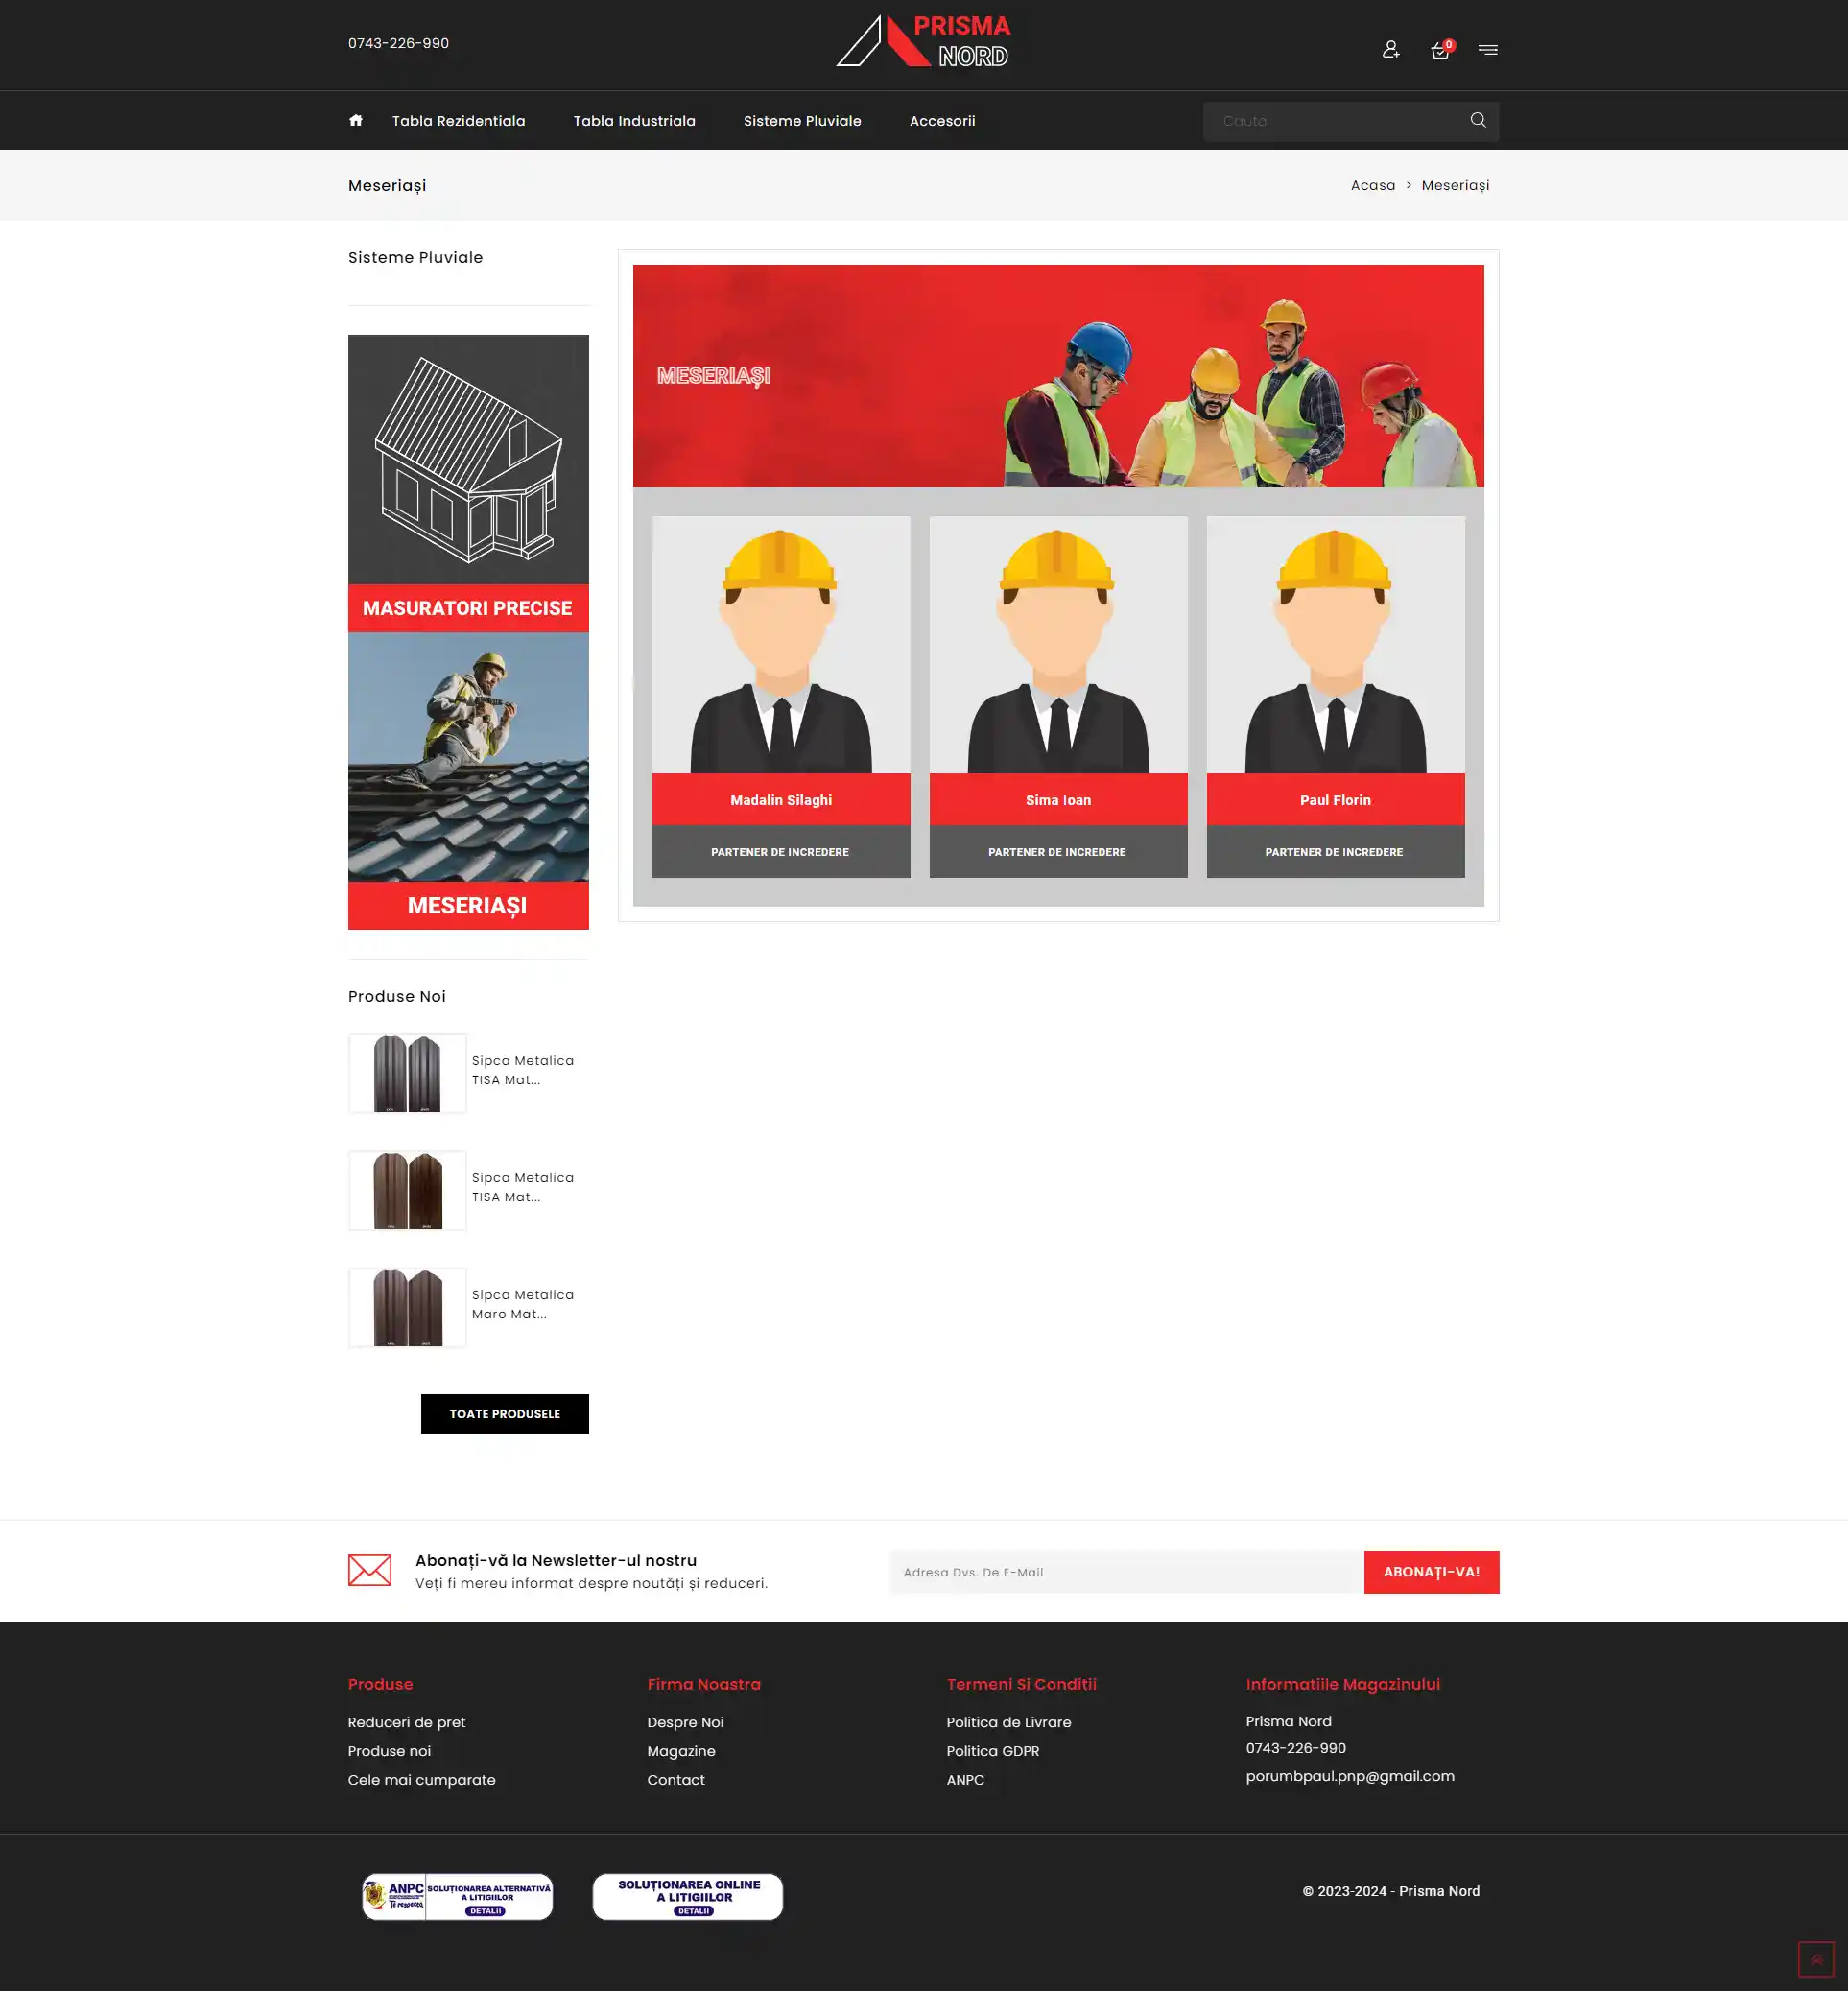 0743-226-990
PRISMA
NORD
0
Tabla Rezidentiala
Tabla Industriala
Sisteme Pluviale
Accesorii
Cauta
Meseriași
Acasa > Meseriași
Sisteme Pluviale
MASURATORI PRECISE
MESERIAȘI
MESERIAȘI
Madalin Silaghi
PARTENER DE INCREDERE
Sima Ioan
PARTENER DE INCREDERE
Paul Florin
PARTENER DE INCREDERE
Produse Noi
Sipca Metalica
TISA Mat...
Sipca Metalica
TISA Mat...
Sipca Metalica
Maro Mat...
TOATE PRODUSELE
Abonați-vă la Newsletter-ul nostru
Veți fi mereu informat despre noutăți și reduceri.
Adresa Dvs. De E-Mail
ABONAȚI-VA!
Produse
Reduceri de pret
Produse noi
Cele mai cumparate
Firma Noastra
Despre Noi
Magazine
Contact
Termeni Si Conditii
Politica de Livrare
Politica GDPR
ANPC
Informatiile Magazinului
Prisma Nord
0743-226-990
porumbpaul.pnp@gmail.com
ANPC
Te respectă
SOLUȚIONAREA ALTERNATIVĂ
A LITIGIILOR
DETALII
SOLUȚIONAREA ONLINE
A LITIGIILOR
DETALII
© 2023-2024 - Prisma Nord